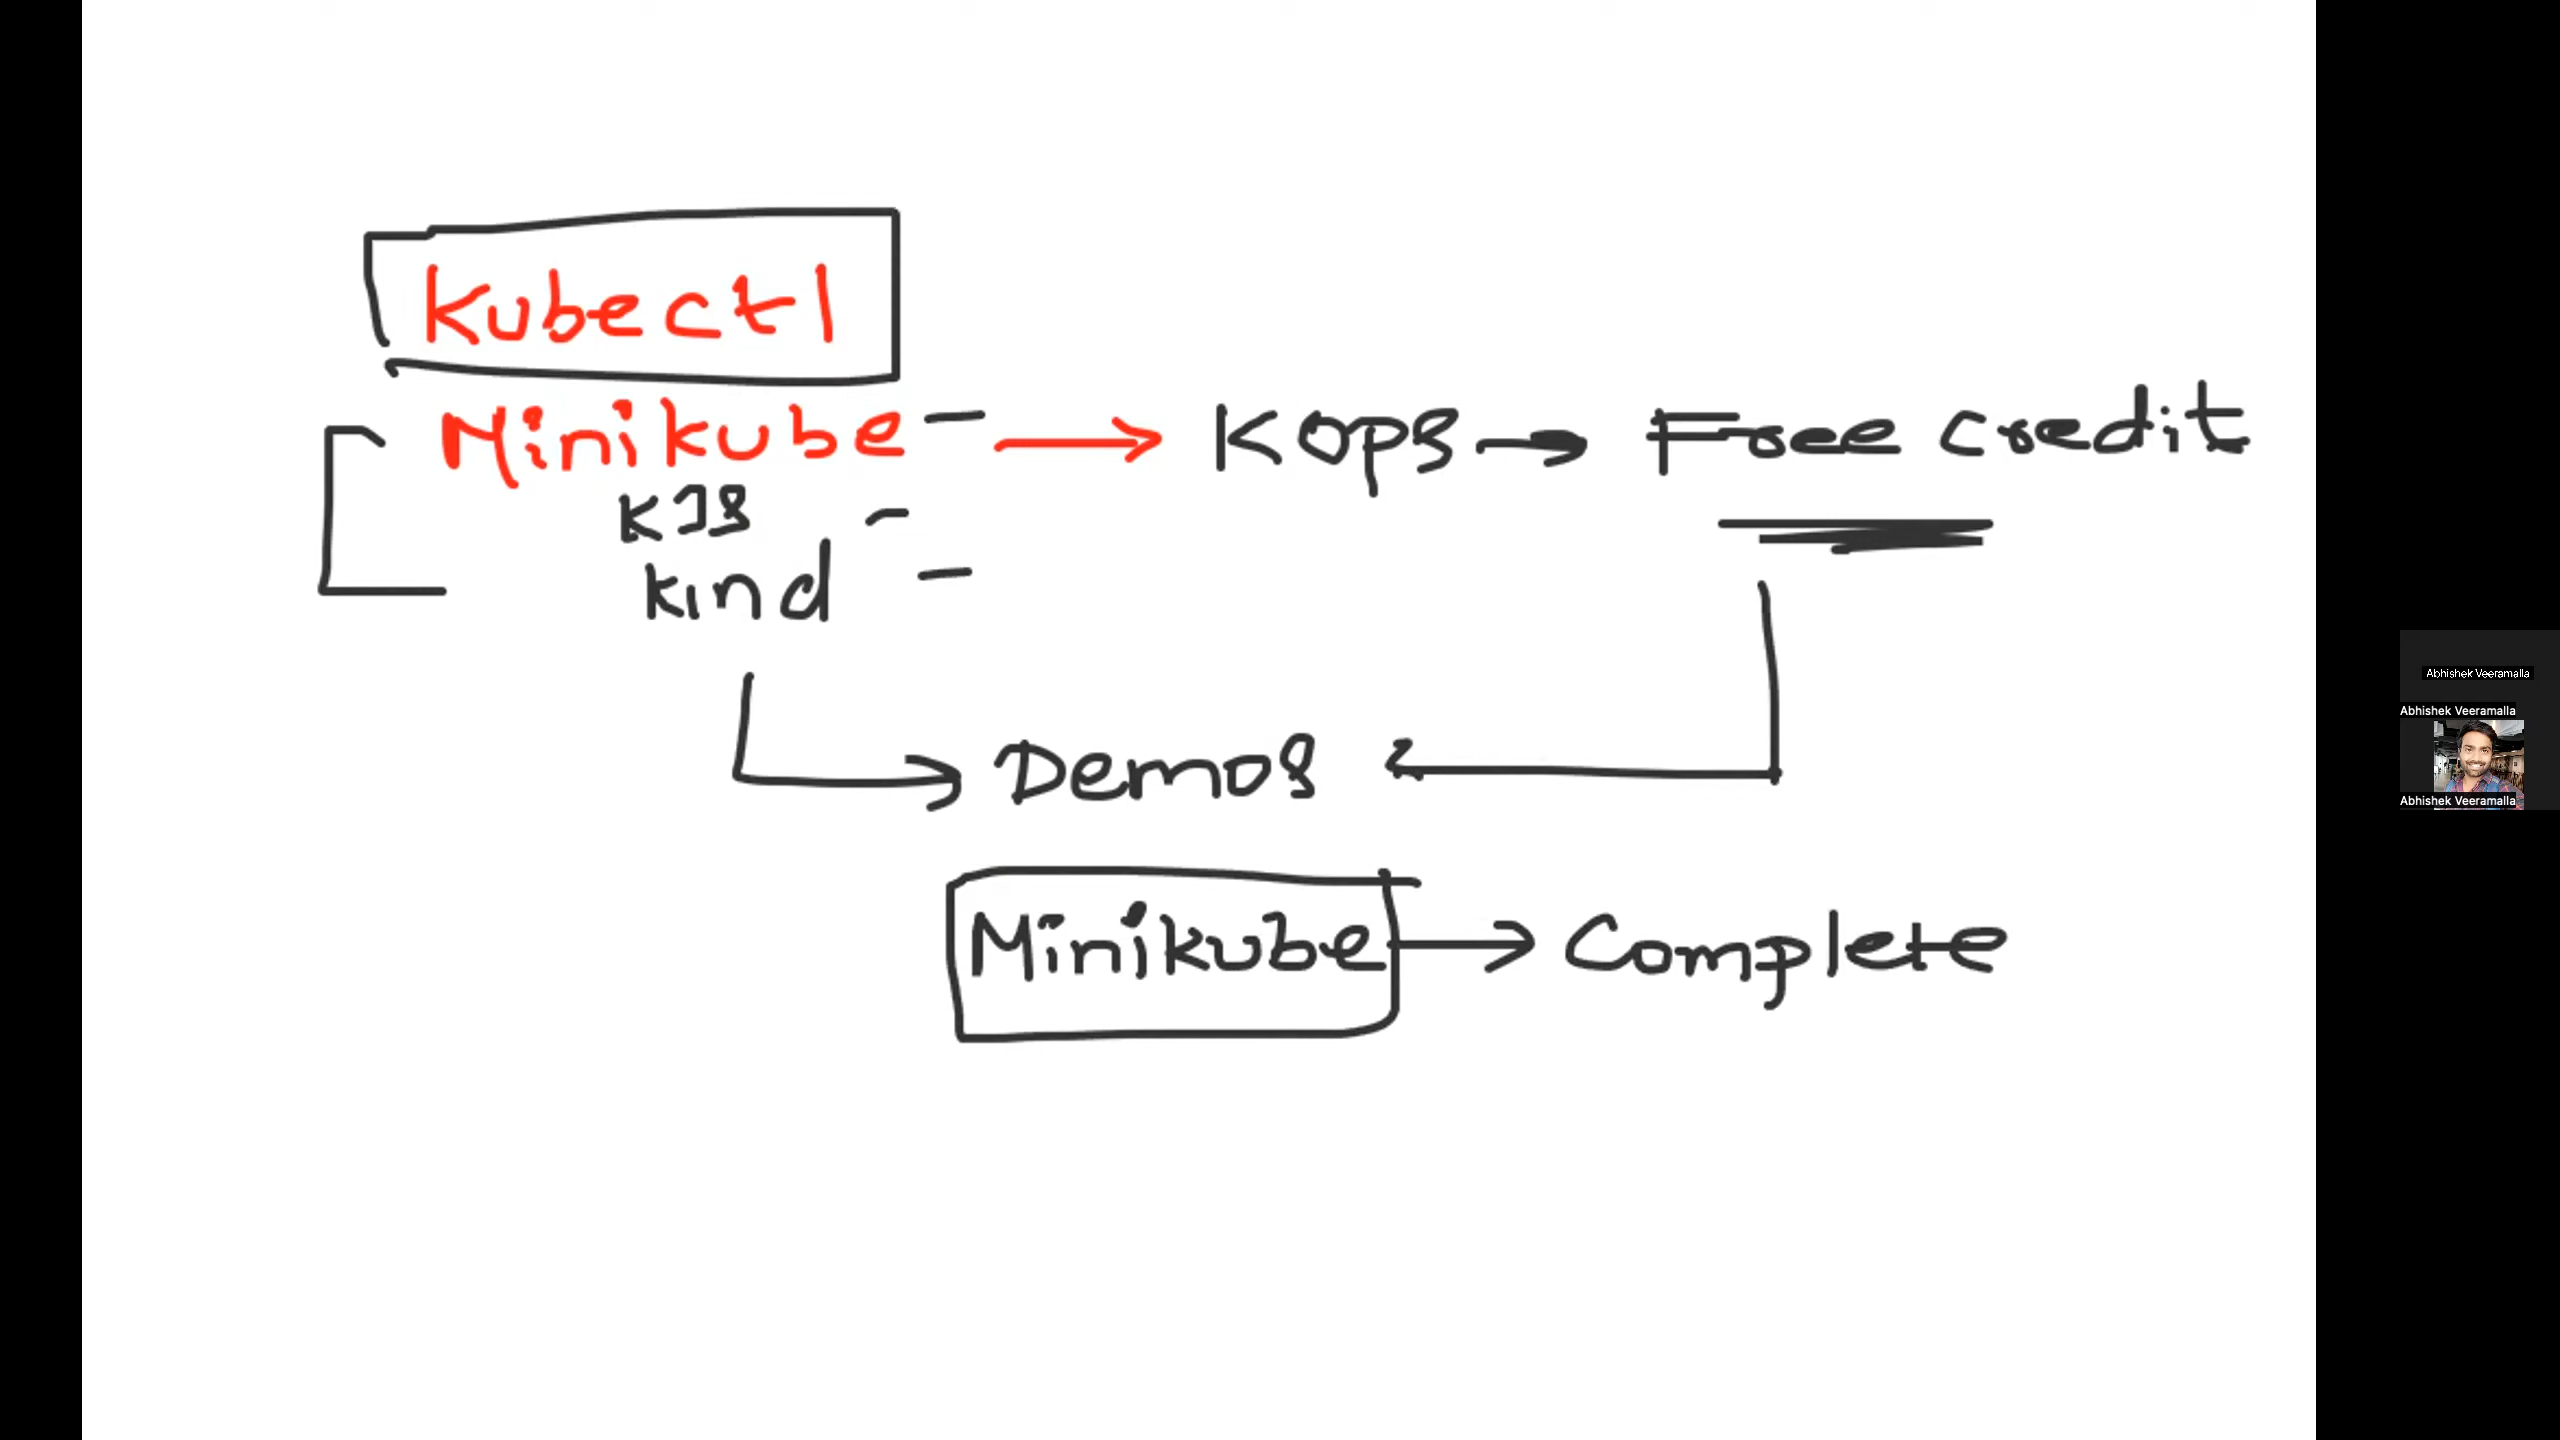 Kubectl
Minikube - → Kops → Free credit
K3s -
kind -
Demos
Minikube → Complete
Abhishek Veeramalla
Abhishek Veeramalla
Abhishek Veeramalla